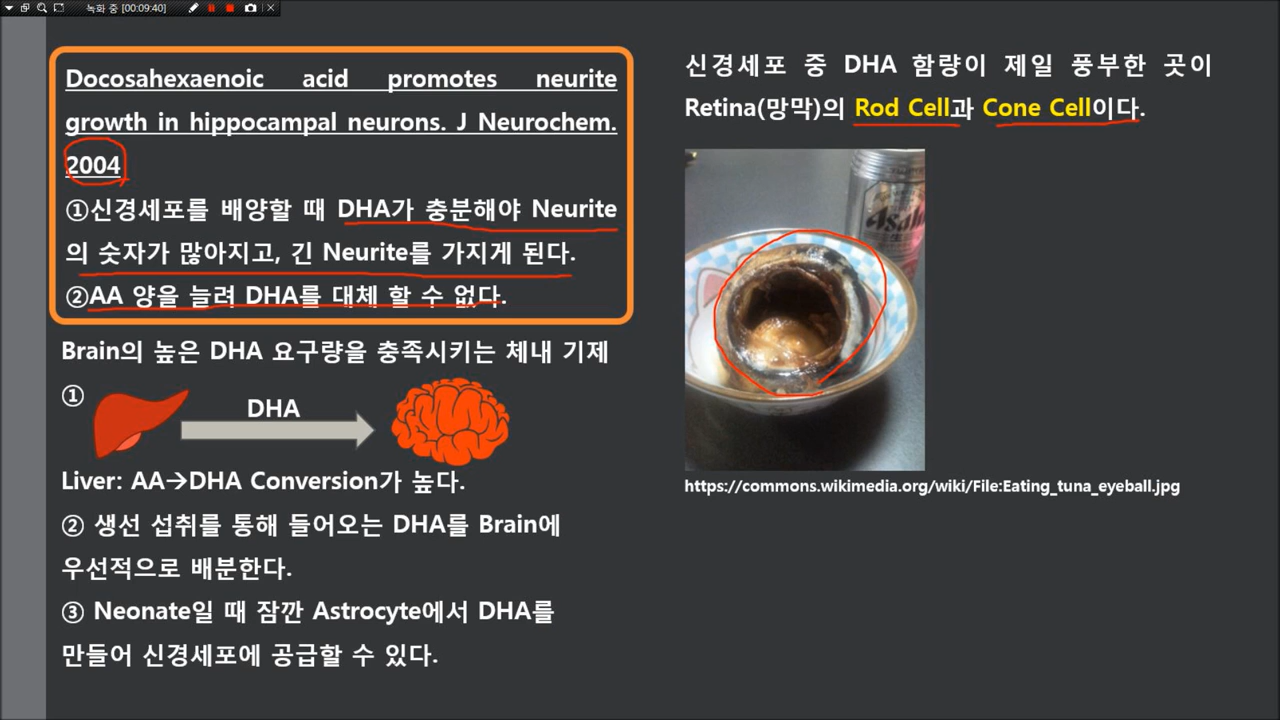 녹화 중 [00:09:40]
Docosahexaenoic acid promotes neurite
growth in hippocampal neurons. J Neurochem.
2004
①신경세포를 배양할 때 DHA가 충분해야 Neurite
의 숫자가 많아지고, 긴 Neurite를 가지게 된다.
②AA 양을 늘려 DHA를 대체 할 수 없다.
Brain의 높은 DHA 요구량을 충족시키는 체내 기제
①
DHA
Liver: AA→DHA Conversion가 높다.
② 생선 섭취를 통해 들어오는 DHA를 Brain에
우선적으로 배분한다.
③ Neonate일 때 잠깐 Astrocyte에서 DHA를
만들어 신경세포에 공급할 수 있다.
신경세포 중 DHA 함량이 제일 풍부한 곳이
Retina(망막)의 Rod Cell과 Cone Cell이다.
Asahi
https://commons.wikimedia.org/wiki/File:Eating_tuna_eyeball.jpg